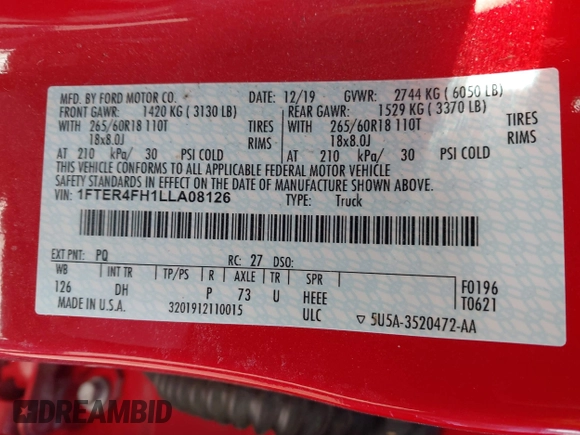 MFD. BY FORD MOTOR CO. DATE: 12/19 GVWR: 2744 KG ( 6050 LB)
FRONT GAWR: 1420 KG ( 3130 LB) REAR GAWR: 1529 KG ( 3370 LB)
WITH 265/60R18 110T TIRES WITH 265/60R18 110T TIRES
18x8.0J RIMS 18x8.0J RIMS
AT 210 kPa/ 30 PSI COLD AT 210 kPa/ 30 PSI COLD
THIS VEHICLE CONFORMS TO ALL APPLICABLE FEDERAL MOTOR VEHICLE
SAFETY STANDARDS IN EFFECT ON THE DATE OF MANUFACTURE SHOWN ABOVE.
VIN: 1FTER4FH1LLA08126 TYPE: Truck
EXT PNT: PQ RC: 27 DSO:
WB INT TR TP/PS R AXLE TR SPR F0196
126 DH P 73 U HEEE T0621
MADE IN U.S.A. 3201912110015 ULC ▽ 5U5A-3520472-AA
DREAMBID